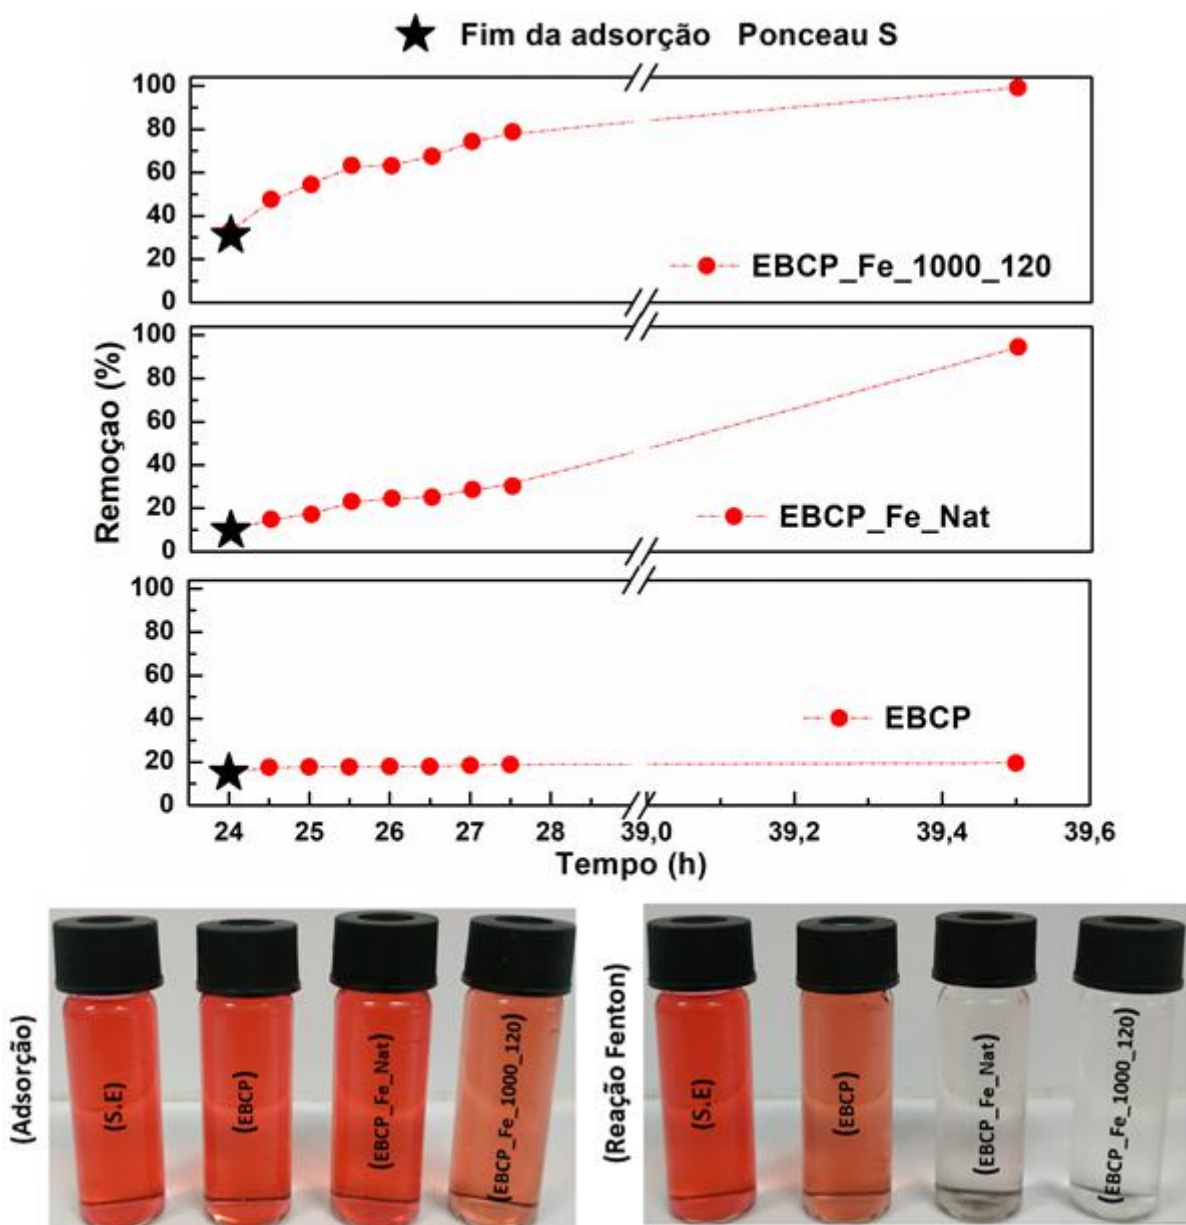 ★ Fim da adsorção Ponceau S
Remoçao (%)
100
80
60
40
20
0
EBCP_Fe_1000_120
100
80
60
40
20
0
EBCP_Fe_Nat
100
80
60
40
20
0
EBCP
24 25 26 27 28 39,0 39,2 39,4 39,6
Tempo (h)
(Adsorção)
(S.E)
(EBCP)
(EBCP_Fe_Nat)
(EBCP_Fe_1000_120)
(Reação Fenton)
(S.E)
(EBCP)
(EBCP_Fe_Nat)
(EBCP_Fe_1000_120)